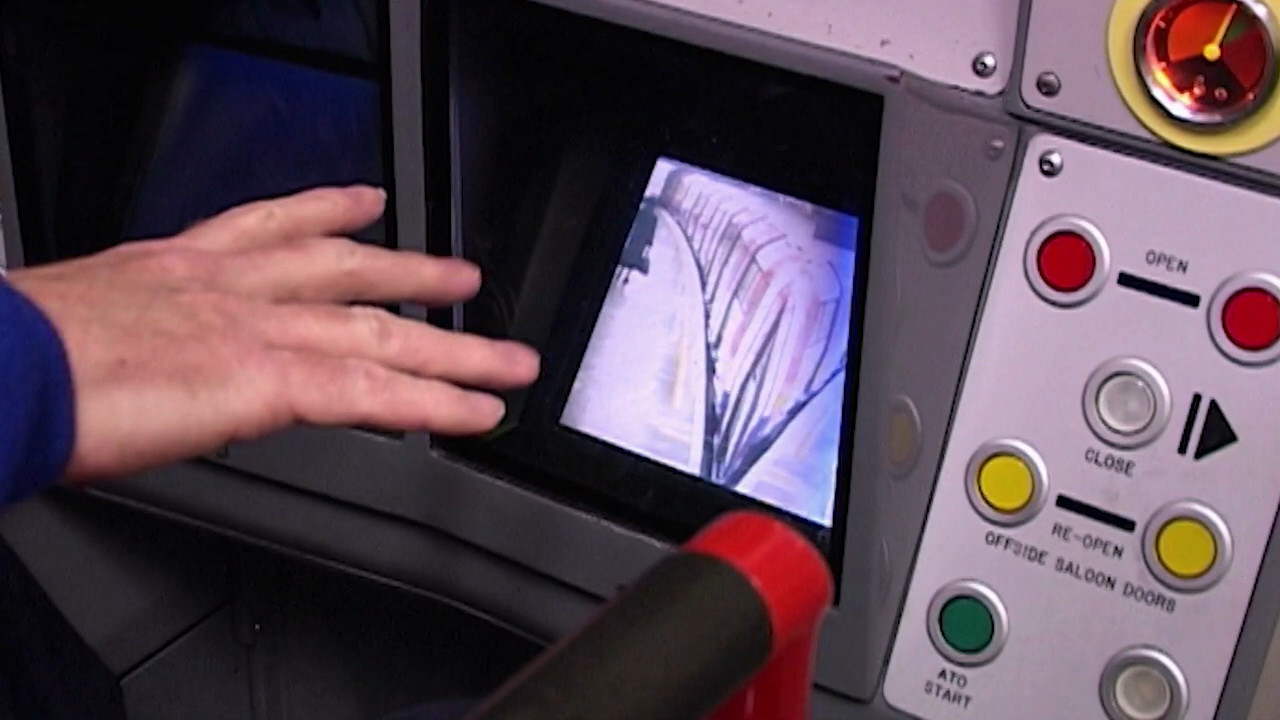 OPEN
CLOSE
RE-OPEN
OFFSIDE SALOON DOORS
ATO
START